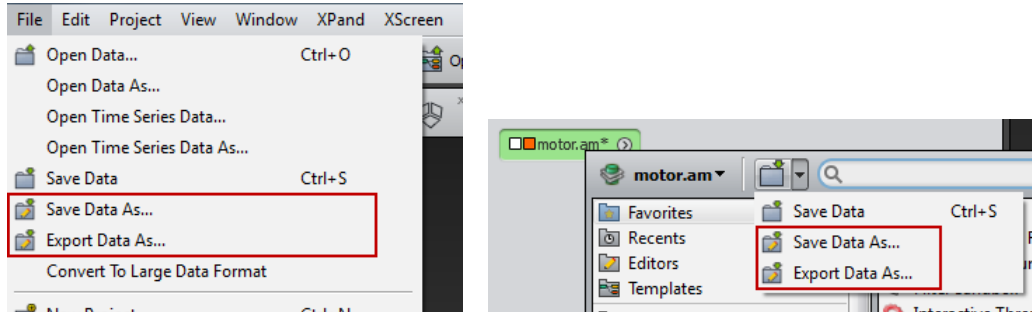 File Edit Project View Window XPand XScreen
Open Data... Ctrl+O
Open Data As...
Open Time Series Data...
Open Time Series Data As...
Save Data Ctrl+S
Save Data As...
Export Data As...
Convert To Large Data Format
motor.am*
motor.am
Favorites
Recents
Editors
Templates
Save Data Ctrl+S
Save Data As...
Export Data As...